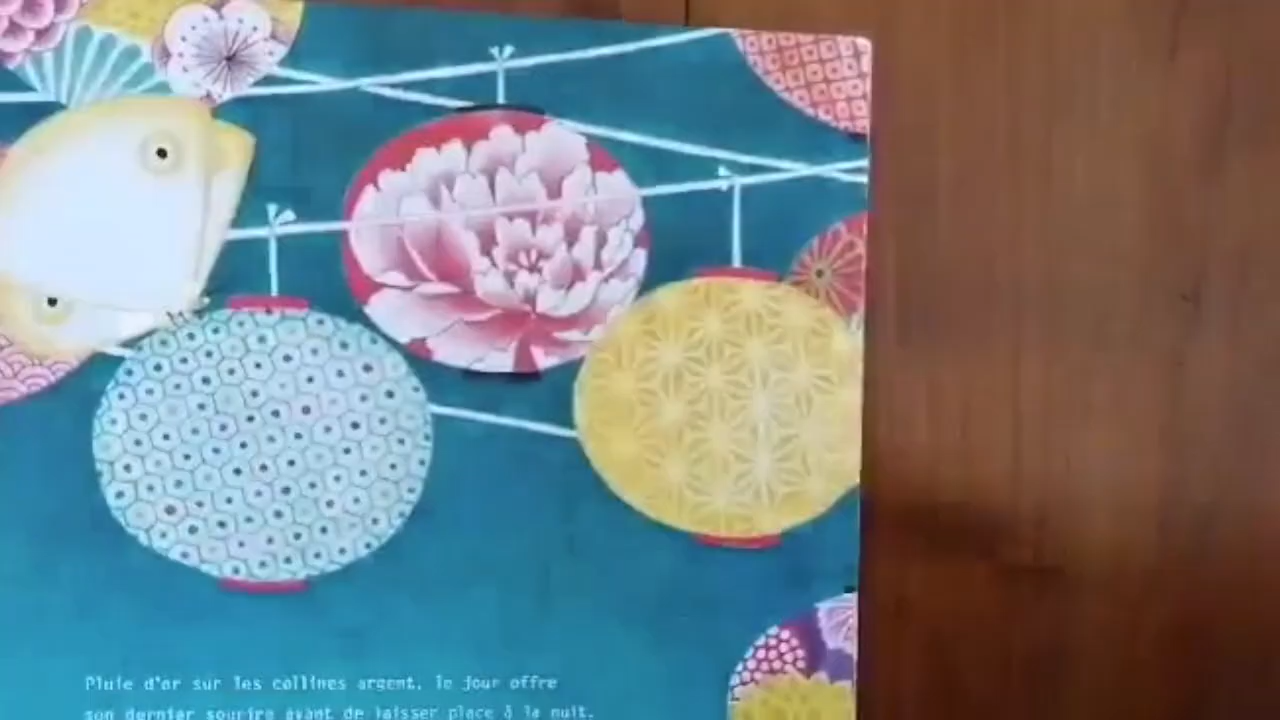 Pluie d'or sur les collines argent, le jour offre
son dernier sourire avant de laisser place à la nuit.